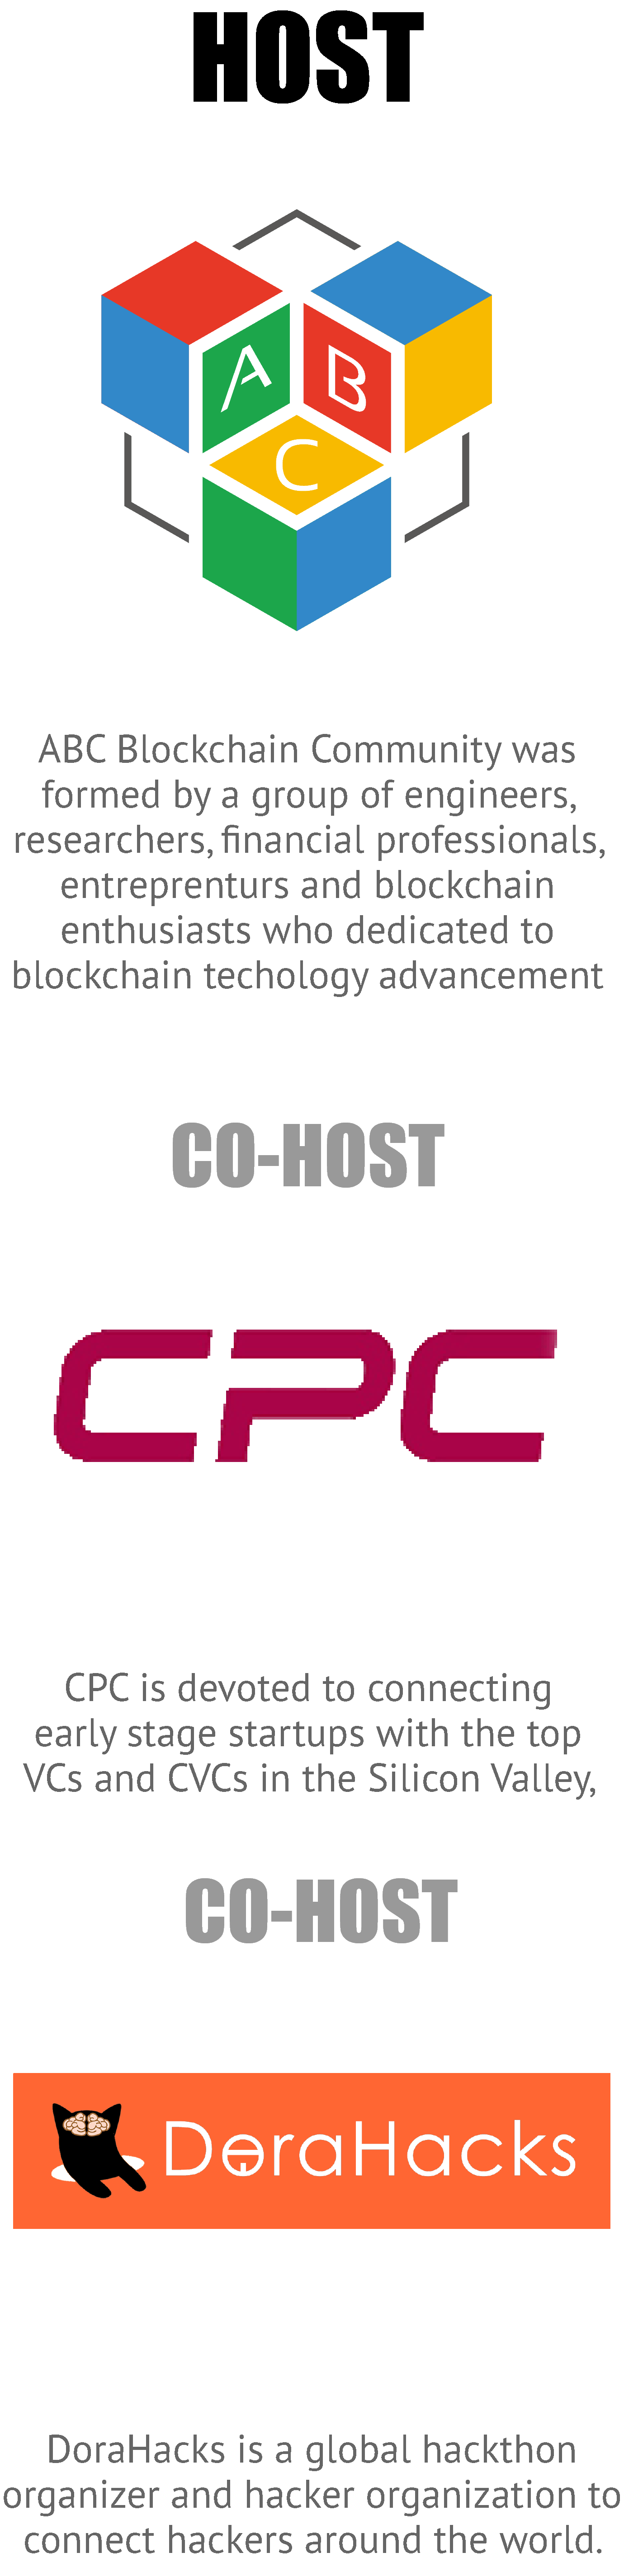 HOST
A B
C
ABC Blockchain Community was
formed by a group of engineers,
researchers, financial professionals,
entreprenturs and blockchain
enthusiasts who dedicated to
blockchain techology advancement
CO-HOST
CPC
CPC is devoted to connecting
early stage startups with the top
VCs and CVCs in the Silicon Valley,
CO-HOST
DoraHacks
DoraHacks is a global hackthon
organizer and hacker organization to
connect hackers around the world.